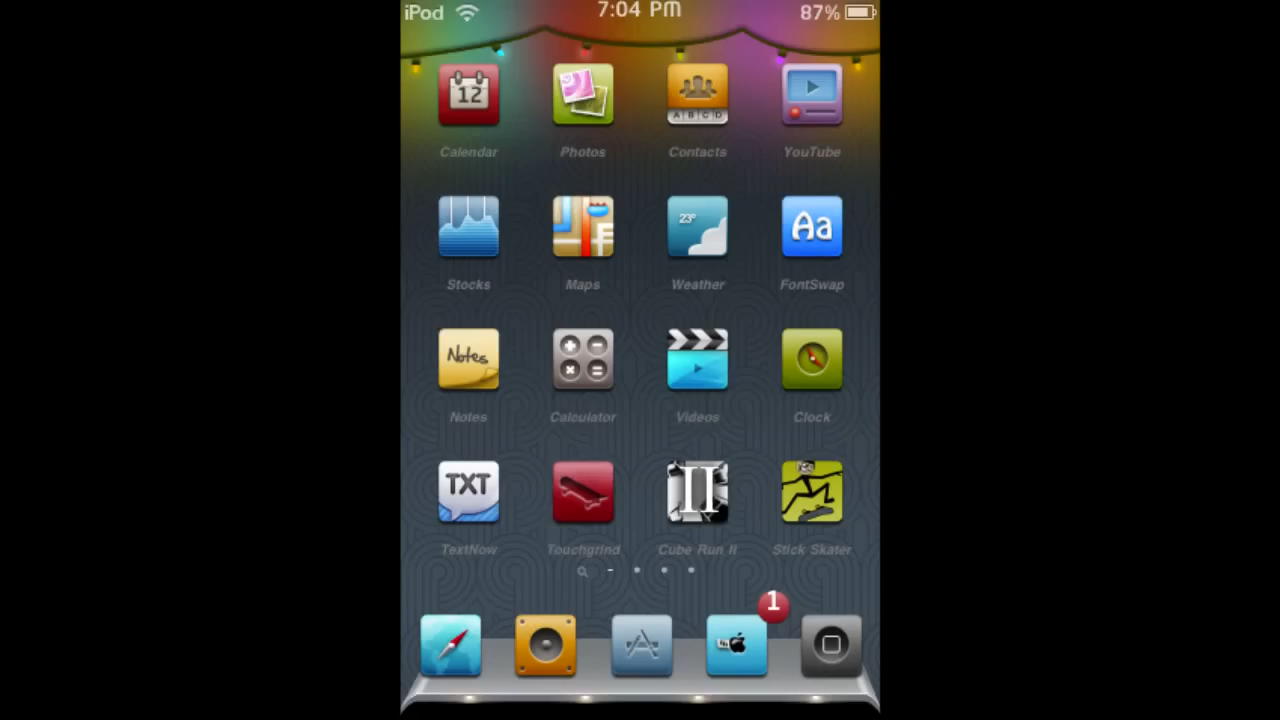 iPod 7:04 PM 87%
12 A B C D
Calendar Photos Contacts YouTube
23° Aa
Stocks Maps Weather FontSwap
Notes
Notes Calculator Videos Clock
TXT II
TextNow Touchgrind Cube Run II Stick Skater
1